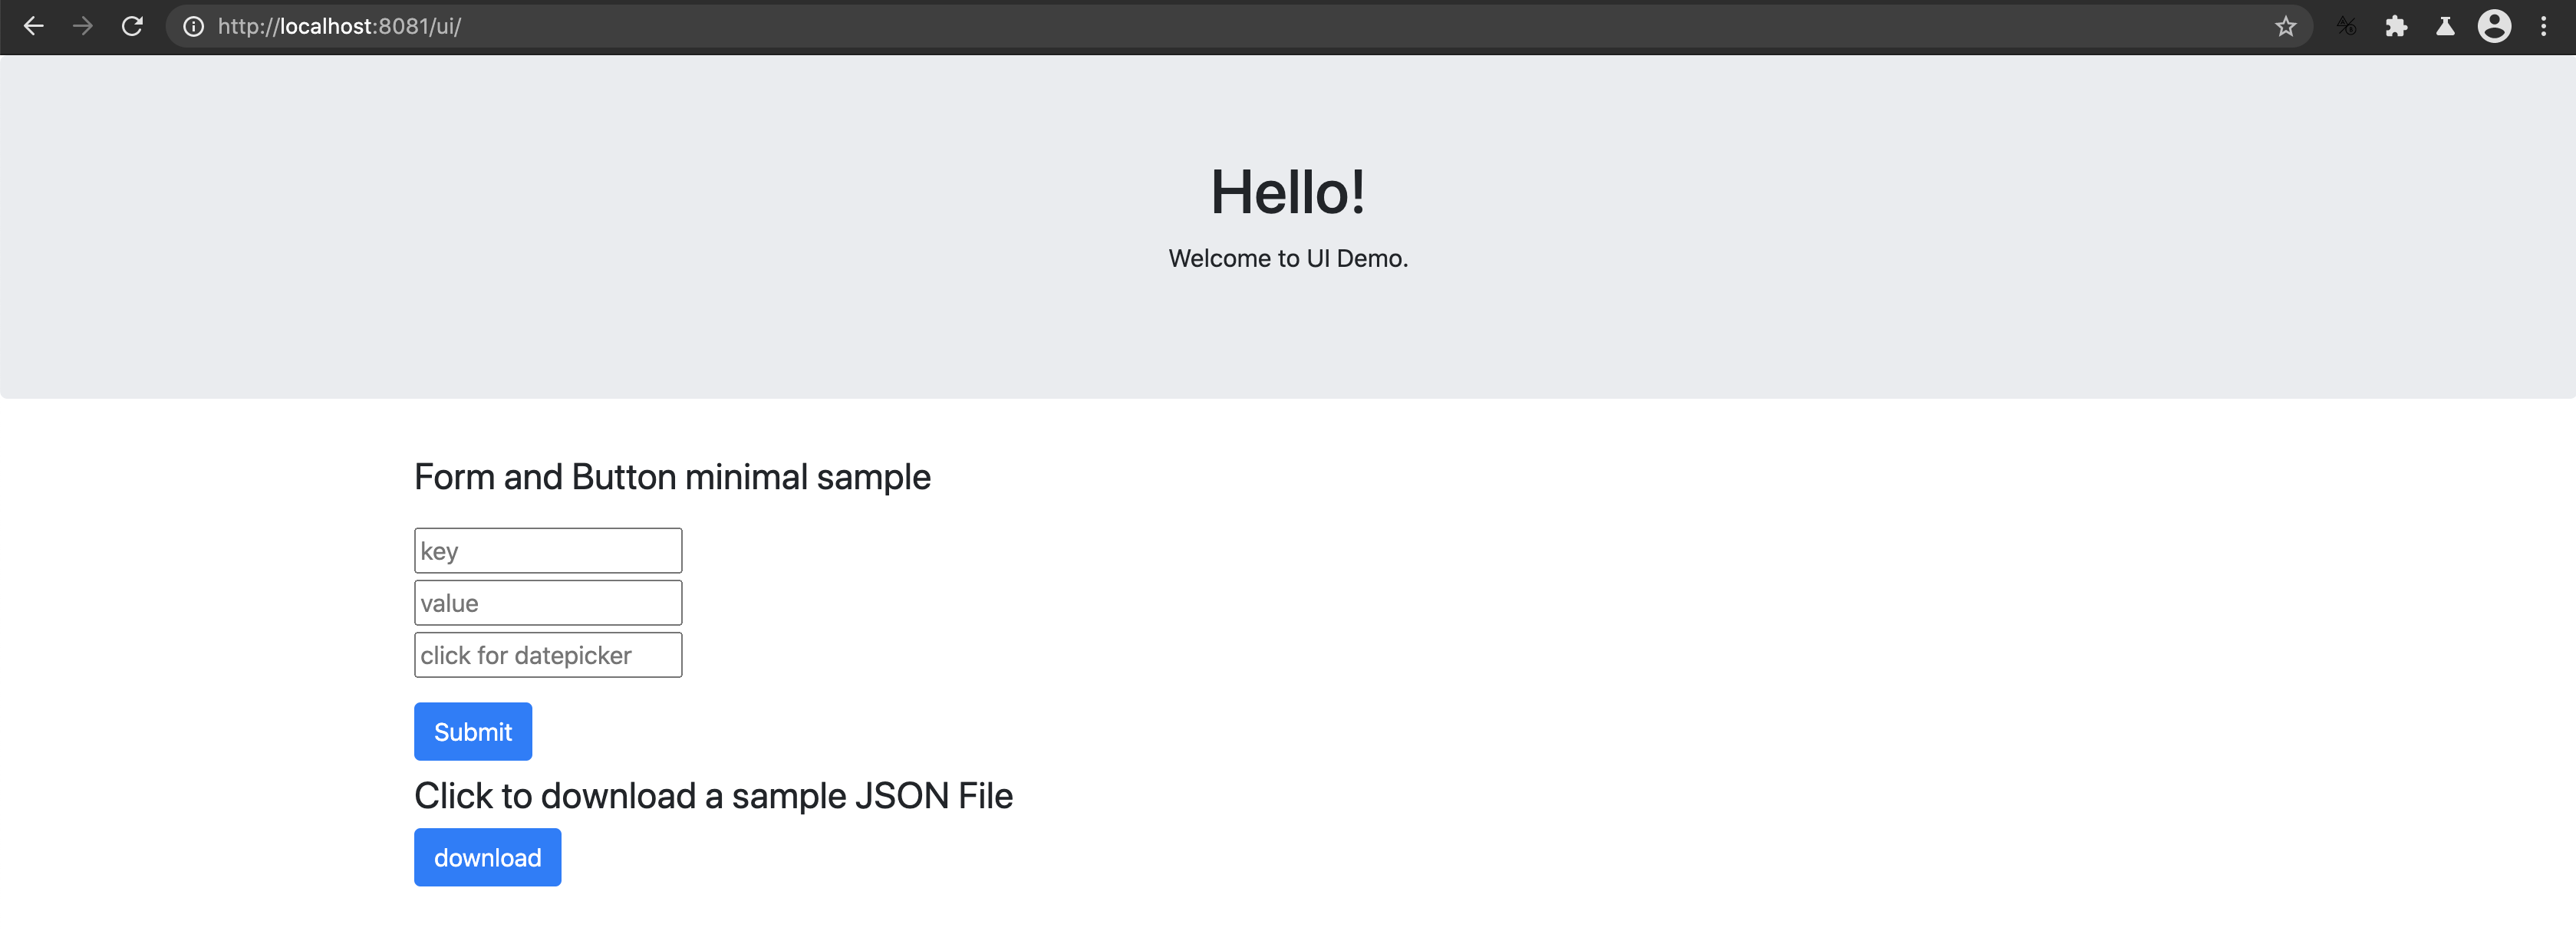 http://localhost:8081/ui/
Hello!
Welcome to UI Demo.
Form and Button minimal sample
key
value
click for datepicker
Submit
Click to download a sample JSON File
download